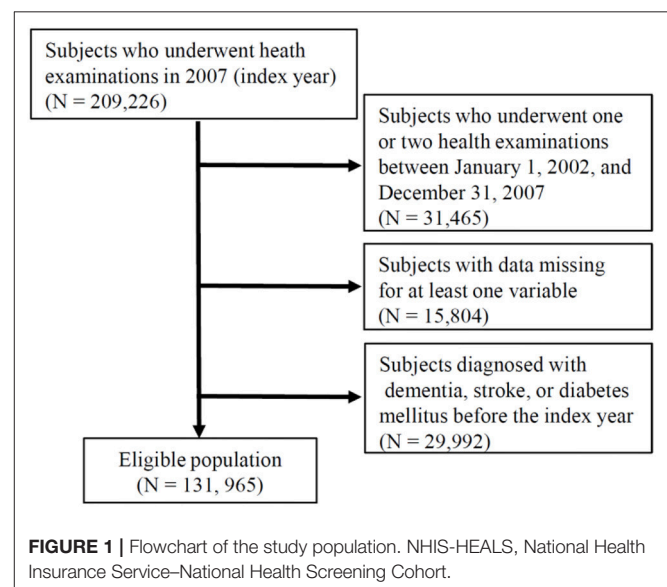 Subjects who underwent heath
examinations in 2007 (index year)
(N = 209,226)
Subjects who underwent one
or two health examinations
between January 1, 2002, and
December 31, 2007
(N = 31,465)
Subjects with data missing
for at least one variable
(N = 15,804)
Subjects diagnosed with
dementia, stroke, or diabetes
mellitus before the index year
(N = 29,992)
Eligible population
(N = 131, 965)
FIGURE 1 | Flowchart of the study population. NHIS-HEALS, National Health
Insurance Service–National Health Screening Cohort.